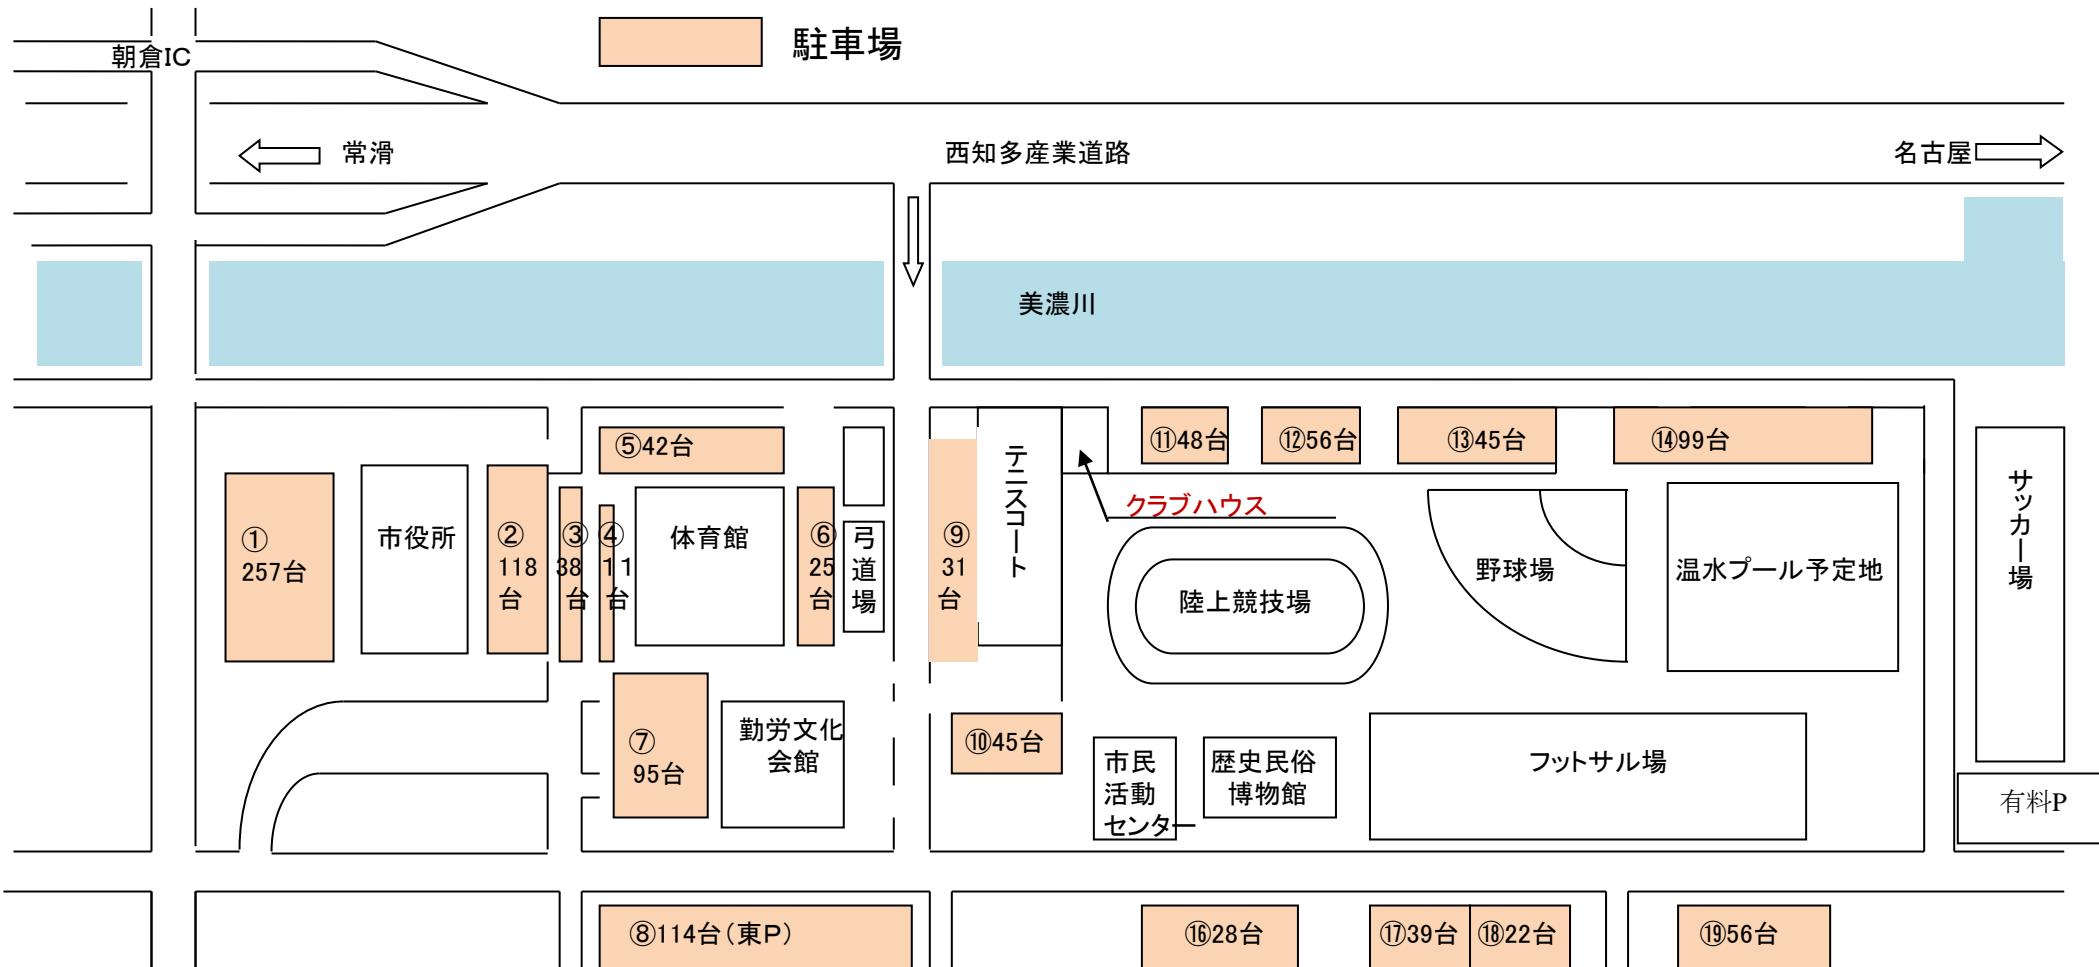 駐車場
朝倉IC
常滑
西知多産業道路
名古屋
美濃川
①
257台
市役所
②
118
台
③
38
台
④
11
台
⑤42台
体育館
⑥
25
台
弓
道
場
⑨
31
台
テニスコート
クラブハウス
⑪48台
⑫56台
⑬45台
⑭99台
陸上競技場
野球場
温水プール予定地
サッカー場
⑦
95台
勤労文化
会館
⑩45台
市民
活動
センター
歴史民俗
博物館
フットサル場
有料P
⑧114台(東P)
⑯28台
⑰39台
⑱22台
⑲56台